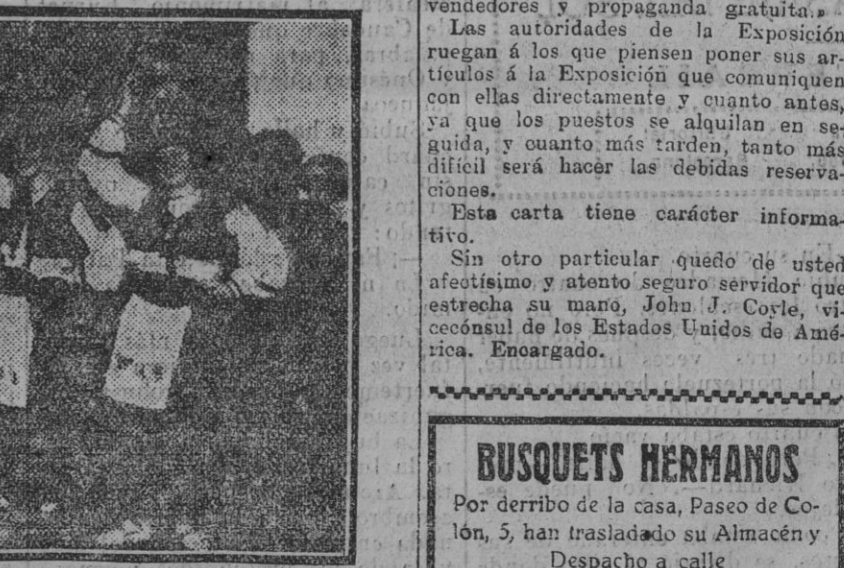 vendedores y propaganda gratuita.»
Las autoridades de la Exposición
ruegan á los que piensen poner sus ar-
tículos á la Exposición que comuniquen
con ellas directamente y cuanto antes,
ya que los puestos se alquilan en se-
guida, y cuanto más tarden, tanto más
difícil será hacer las debidas reserva-
ciones.
Esta carta tiene carácter informa-
tivo.
Sin otro particular quedo de usted
afectísimo y atento seguro servidor que
estrecha su mano, John J. Coyle, vi-
cecónsul de los Estados Unidos de Amé-
rica. Encargado.
BUSQUETS HERMANOS
Por derribo de la casa, Paseo de Co-
lón, 5, han trasladado su Almacén y
Despacho a calle